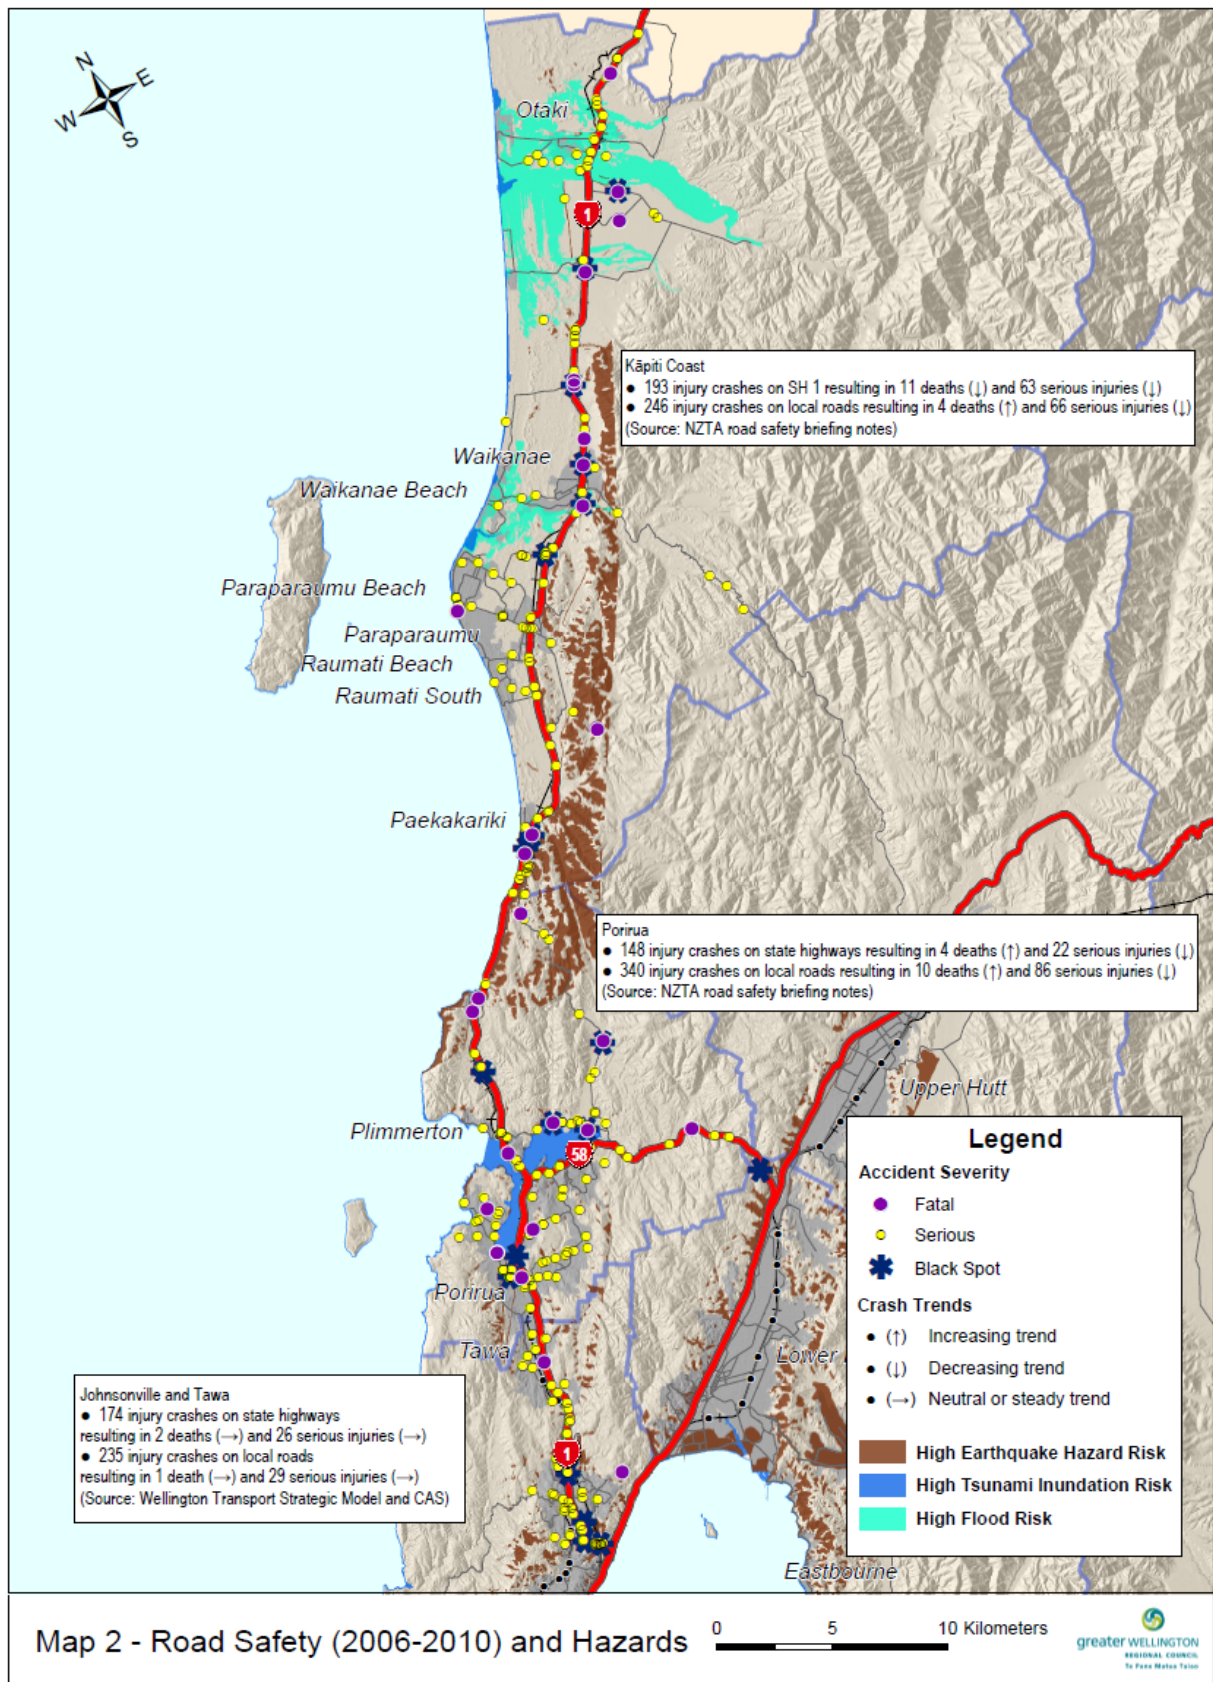 N
E
W
S
Otaki
1
Kāpiti Coast
● 193 injury crashes on SH 1 resulting in 11 deaths (↓) and 63 serious injuries (↓)
● 246 injury crashes on local roads resulting in 4 deaths (↑) and 66 serious injuries (↓)
(Source: NZTA road safety briefing notes)
Waikanae
Waikanae Beach
Paraparaumu Beach
Paraparaumu
Raumati Beach
Raumati South
Paekakariki
Porirua
● 148 injury crashes on state highways resulting in 4 deaths (↑) and 22 serious injuries (↓)
● 340 injury crashes on local roads resulting in 10 deaths (↑) and 86 serious injuries (↓)
(Source: NZTA road safety briefing notes)
Upper Hutt
Plimmerton
58
Porirua
Tawa
Lower
Johnsonville and Tawa
● 174 injury crashes on state highways
resulting in 2 deaths (→) and 26 serious injuries (→)
● 235 injury crashes on local roads
resulting in 1 death (→) and 29 serious injuries (→)
(Source: Wellington Transport Strategic Model and CAS)
1
Eastbourne
Legend
Accident Severity
Fatal
Serious
Black Spot
Crash Trends
● (↑) Increasing trend
● (↓) Decreasing trend
● (→) Neutral or steady trend
High Earthquake Hazard Risk
High Tsunami Inundation Risk
High Flood Risk
Map 2 - Road Safety (2006-2010) and Hazards
0 5 10 Kilometers
greater WELLINGTON
REGIONAL COUNCIL
Te Pane Matua Taiao